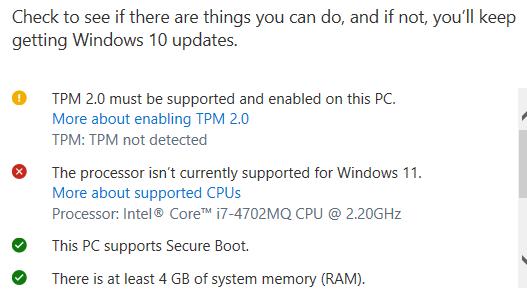 Check to see if there are things you can do, and if not, you'll keep
getting Windows 10 updates.
TPM 2.0 must be supported and enabled on this PC.
More about enabling TPM 2.0
TPM: TPM not detected
The processor isn't currently supported for Windows 11.
More about supported CPUs
Processor: Intel® Core™ i7-4702MQ CPU @ 2.20GHz
This PC supports Secure Boot.
There is at least 4 GB of system memory (RAM).